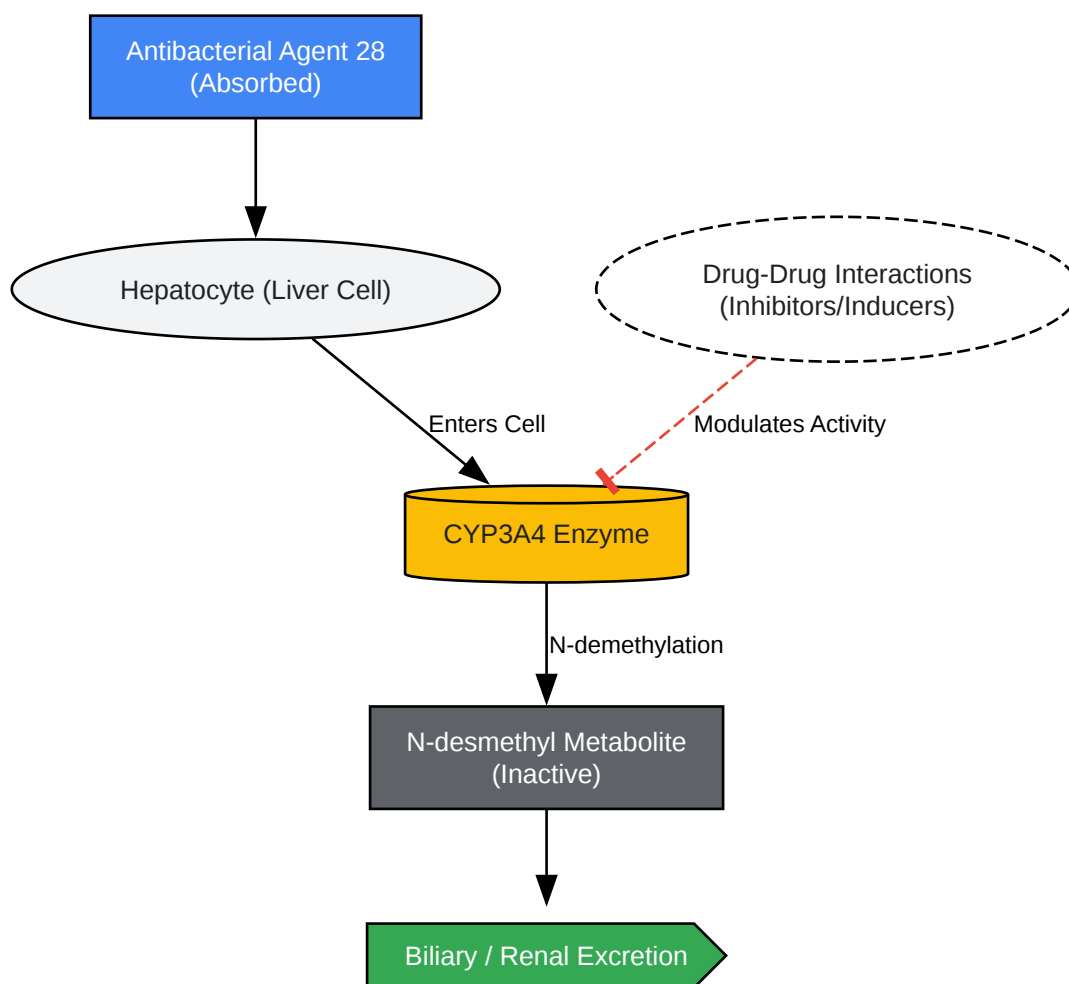 Antibacterial Agent 28
(Absorbed)
Hepatocyte (Liver Cell)
Drug-Drug Interactions
(Inhibitors/Inducers)
Enters Cell
Modulates Activity
CYP3A4 Enzyme
N-demethylation
N-desmethyl Metabolite
(Inactive)
Biliary / Renal Excretion